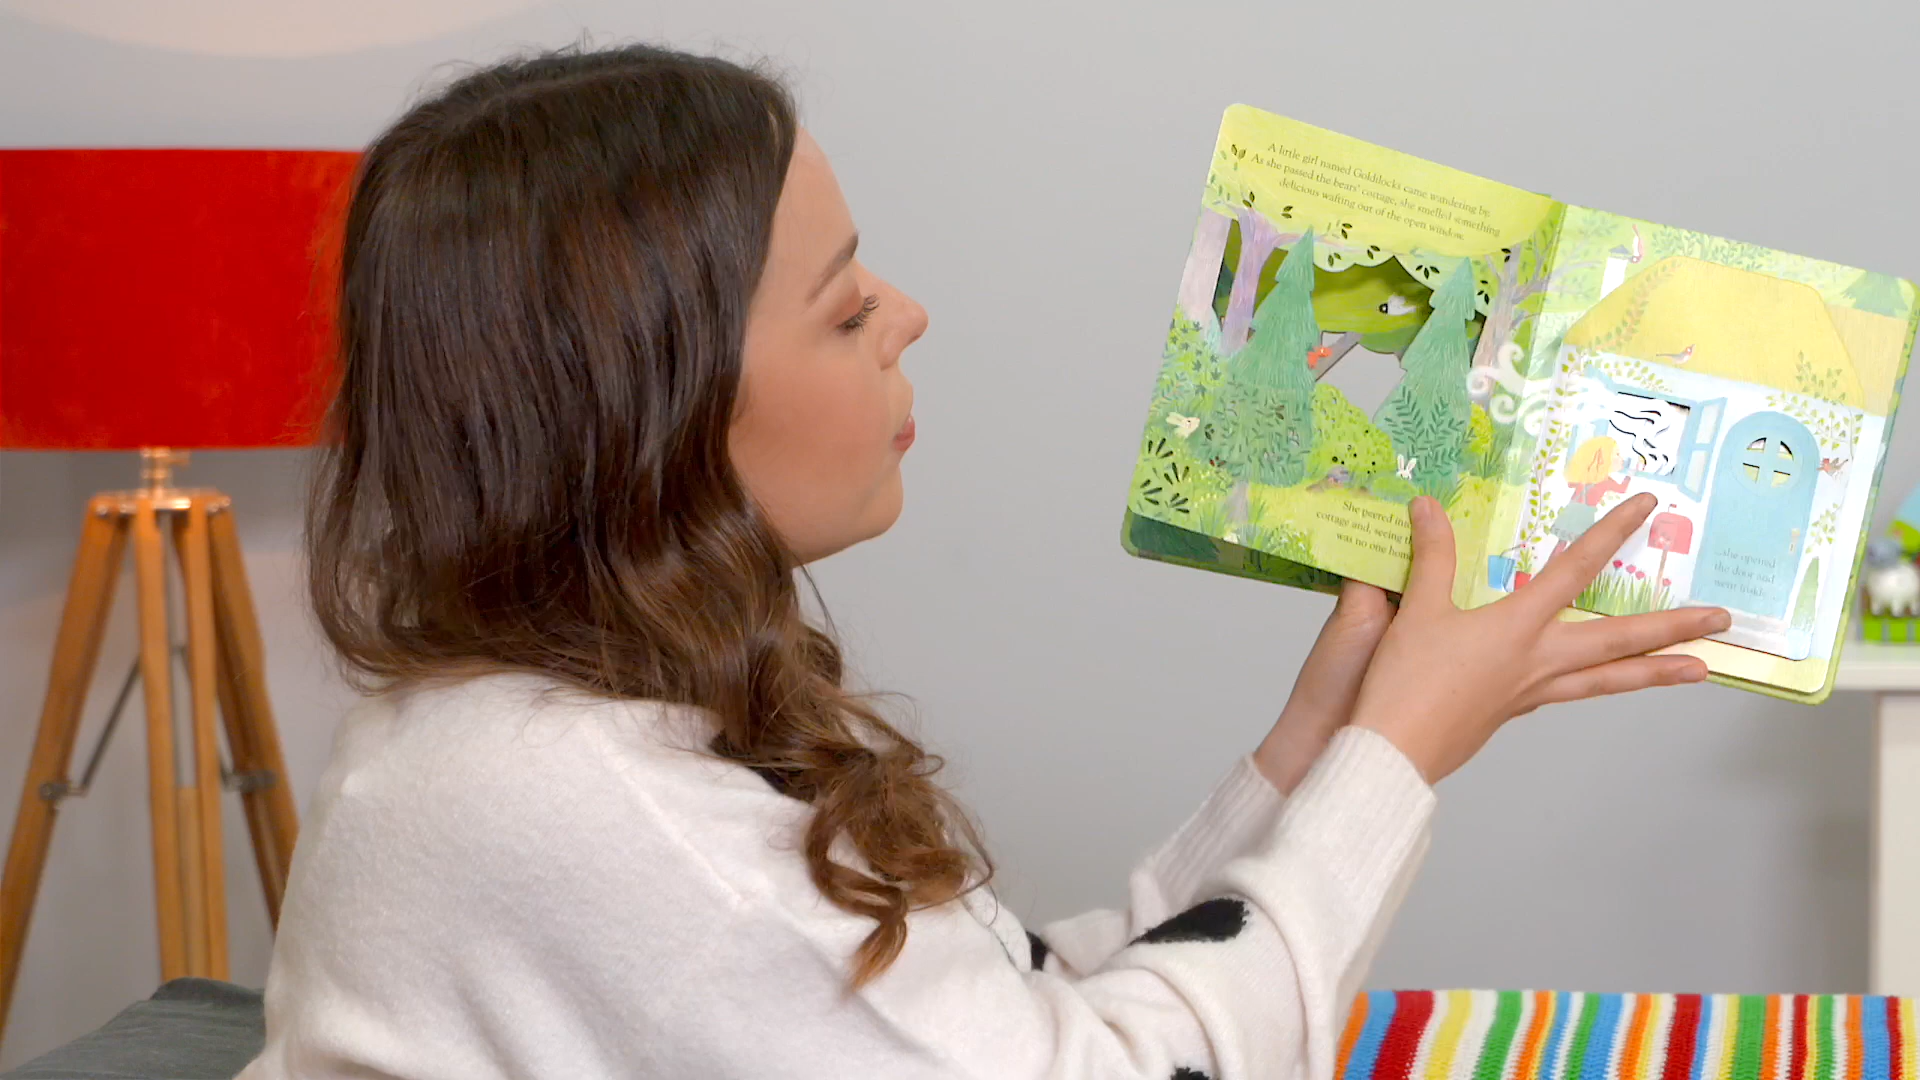 A little girl named Goldilocks came wandering by.
As she passed the bears' cottage, she smelled something
delicious wafting out of the open window.
She peered
cottage and, seeing
was no one home
...she opened
the door and
went inside...